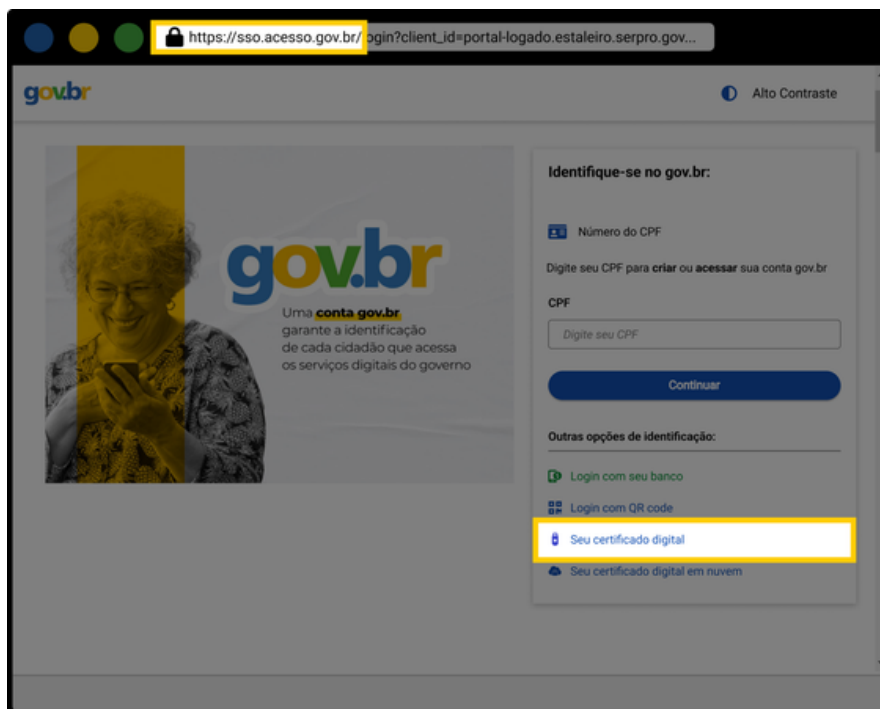 https://sso.acesso.gov.br/login?client_id=portal-logado.estaleiro.serpro.gov...
gov.br
Alto Contraste
gov.br
Uma conta gov.br
garante a identificação
de cada cidadão que acessa
os serviços digitais do governo
Identifique-se no gov.br:
Número do CPF
Digite seu CPF para criar ou acessar sua conta gov.br
CPF
Digite seu CPF
Continuar
Outras opções de identificação:
Login com seu banco
Login com QR code
Seu certificado digital
Seu certificado digital em nuvem